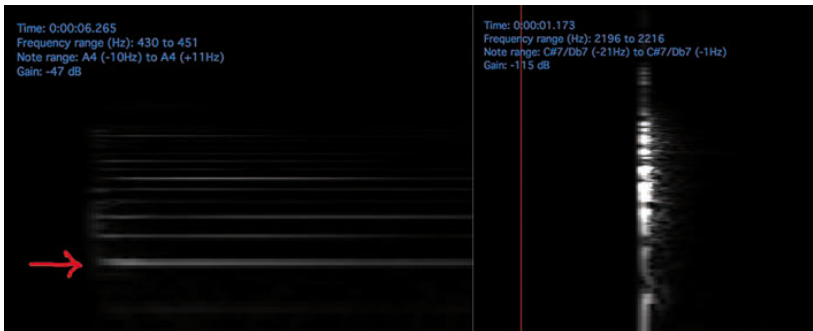 Time: 0:00:06.265
Frequency range (Hz): 430 to 451
Note range: A4 (-10Hz) to A4 (+11Hz)
Gain: -47 dB
Time: 0:00:01.173
Frequency range (Hz): 2196 to 2216
Note range: C#7/Db7 (-21Hz) to C#7/Db7 (-1Hz)
Gain: -115 dB